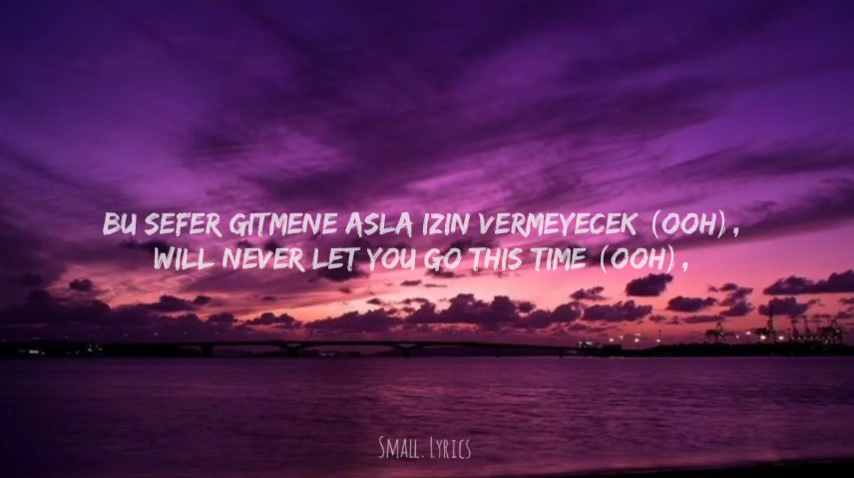 BU SEFER GITMENE ASLA IZIN VERMEYECEK (OOH),
WILL NEVER LET YOU GO THIS TIME (OOH),
SMALL. LYRICS